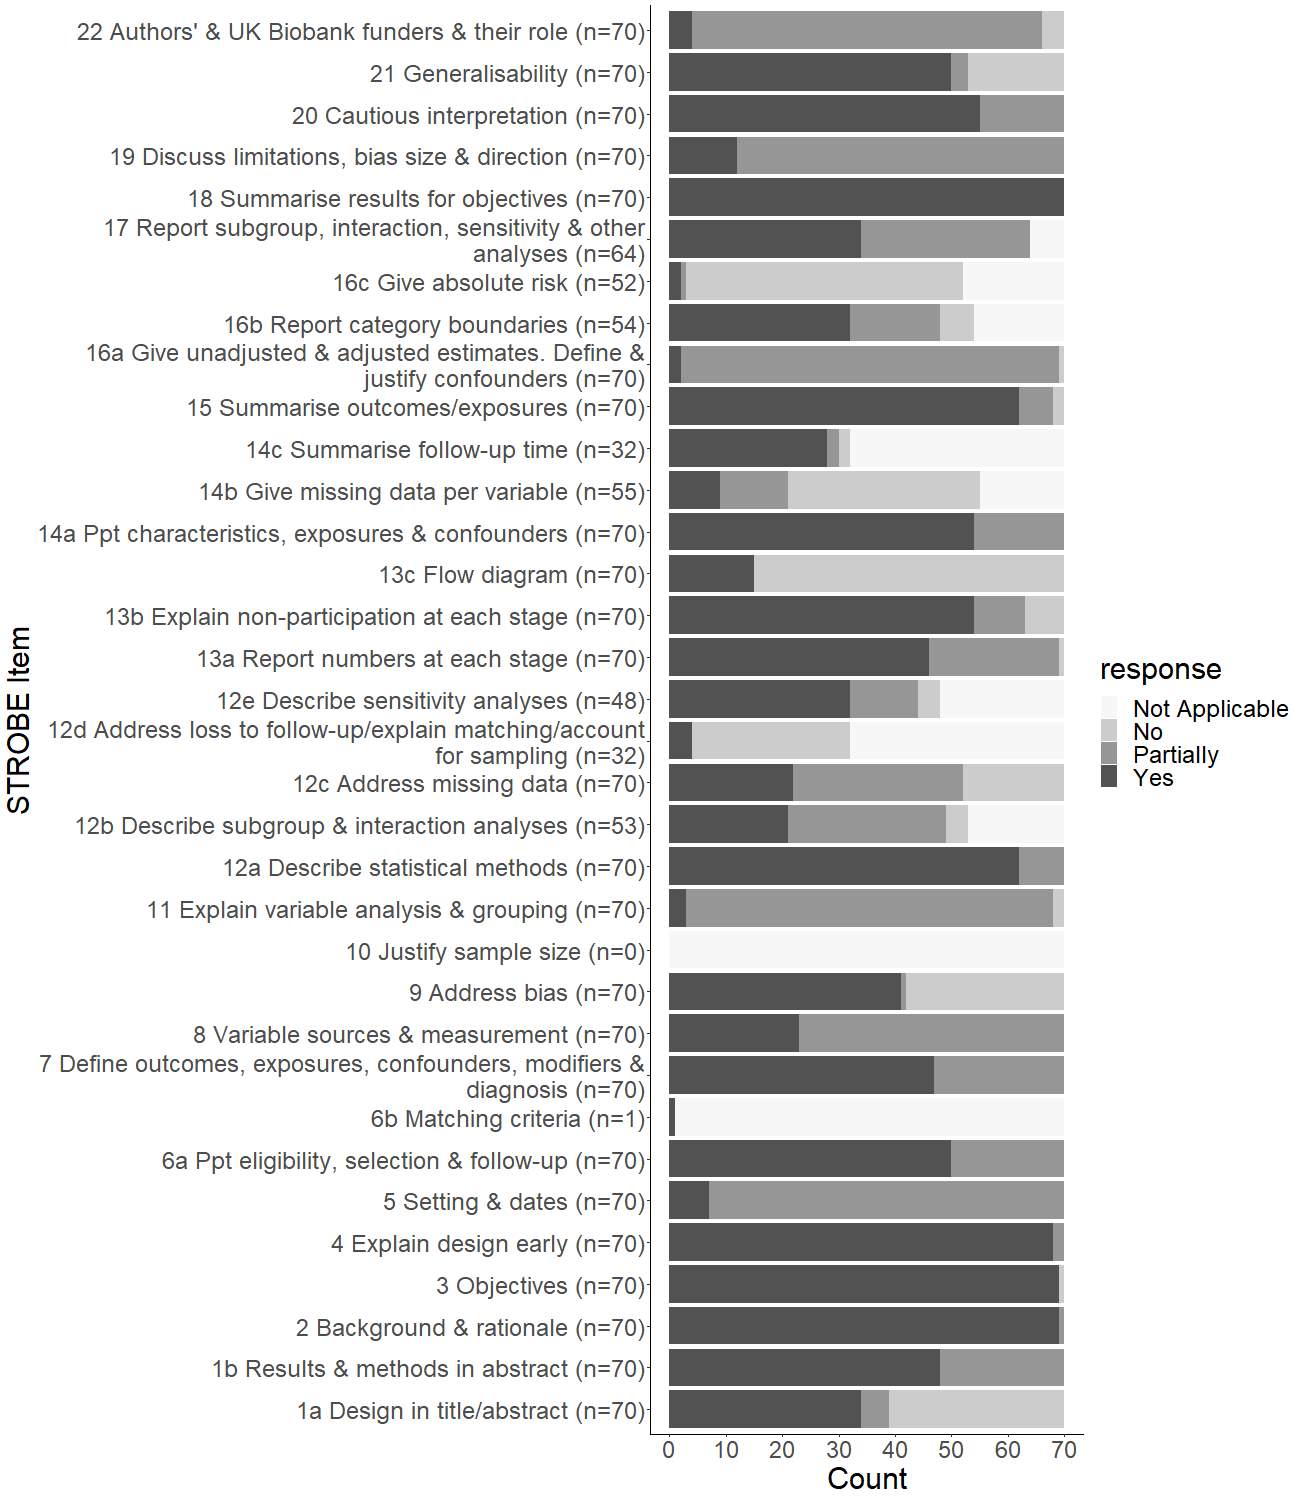 22 Authors' & UK Biobank funders & their role (n=70)
21 Generalisability (n=70)
20 Cautious interpretation (n=70)
19 Discuss limitations, bias size & direction (n=70)
18 Summarise results for objectives (n=70)
17 Report subgroup, interaction, sensitivity & other
analyses (n=64)
16c Give absolute risk (n=52)
16b Report category boundaries (n=54)
16a Give unadjusted & adjusted estimates. Define &
justify confounders (n=70)
15 Summarise outcomes/exposures (n=70)
14c Summarise follow-up time (n=32)
14b Give missing data per variable (n=55)
14a Ppt characteristics, exposures & confounders (n=70)
13c Flow diagram (n=70)
13b Explain non-participation at each stage (n=70)
13a Report numbers at each stage (n=70)
12e Describe sensitivity analyses (n=48)
12d Address loss to follow-up/explain matching/account
for sampling (n=32)
12c Address missing data (n=70)
12b Describe subgroup & interaction analyses (n=53)
12a Describe statistical methods (n=70)
11 Explain variable analysis & grouping (n=70)
10 Justify sample size (n=0)
9 Address bias (n=70)
8 Variable sources & measurement (n=70)
7 Define outcomes, exposures, confounders, modifiers &
diagnosis (n=70)
6b Matching criteria (n=1)
6a Ppt eligibility, selection & follow-up (n=70)
5 Setting & dates (n=70)
4 Explain design early (n=70)
3 Objectives (n=70)
2 Background & rationale (n=70)
1b Results & methods in abstract (n=70)
1a Design in title/abstract (n=70)
STROBE Item
0 10 20 30 40 50 60 70
Count
response
Not Applicable
No
Partially
Yes